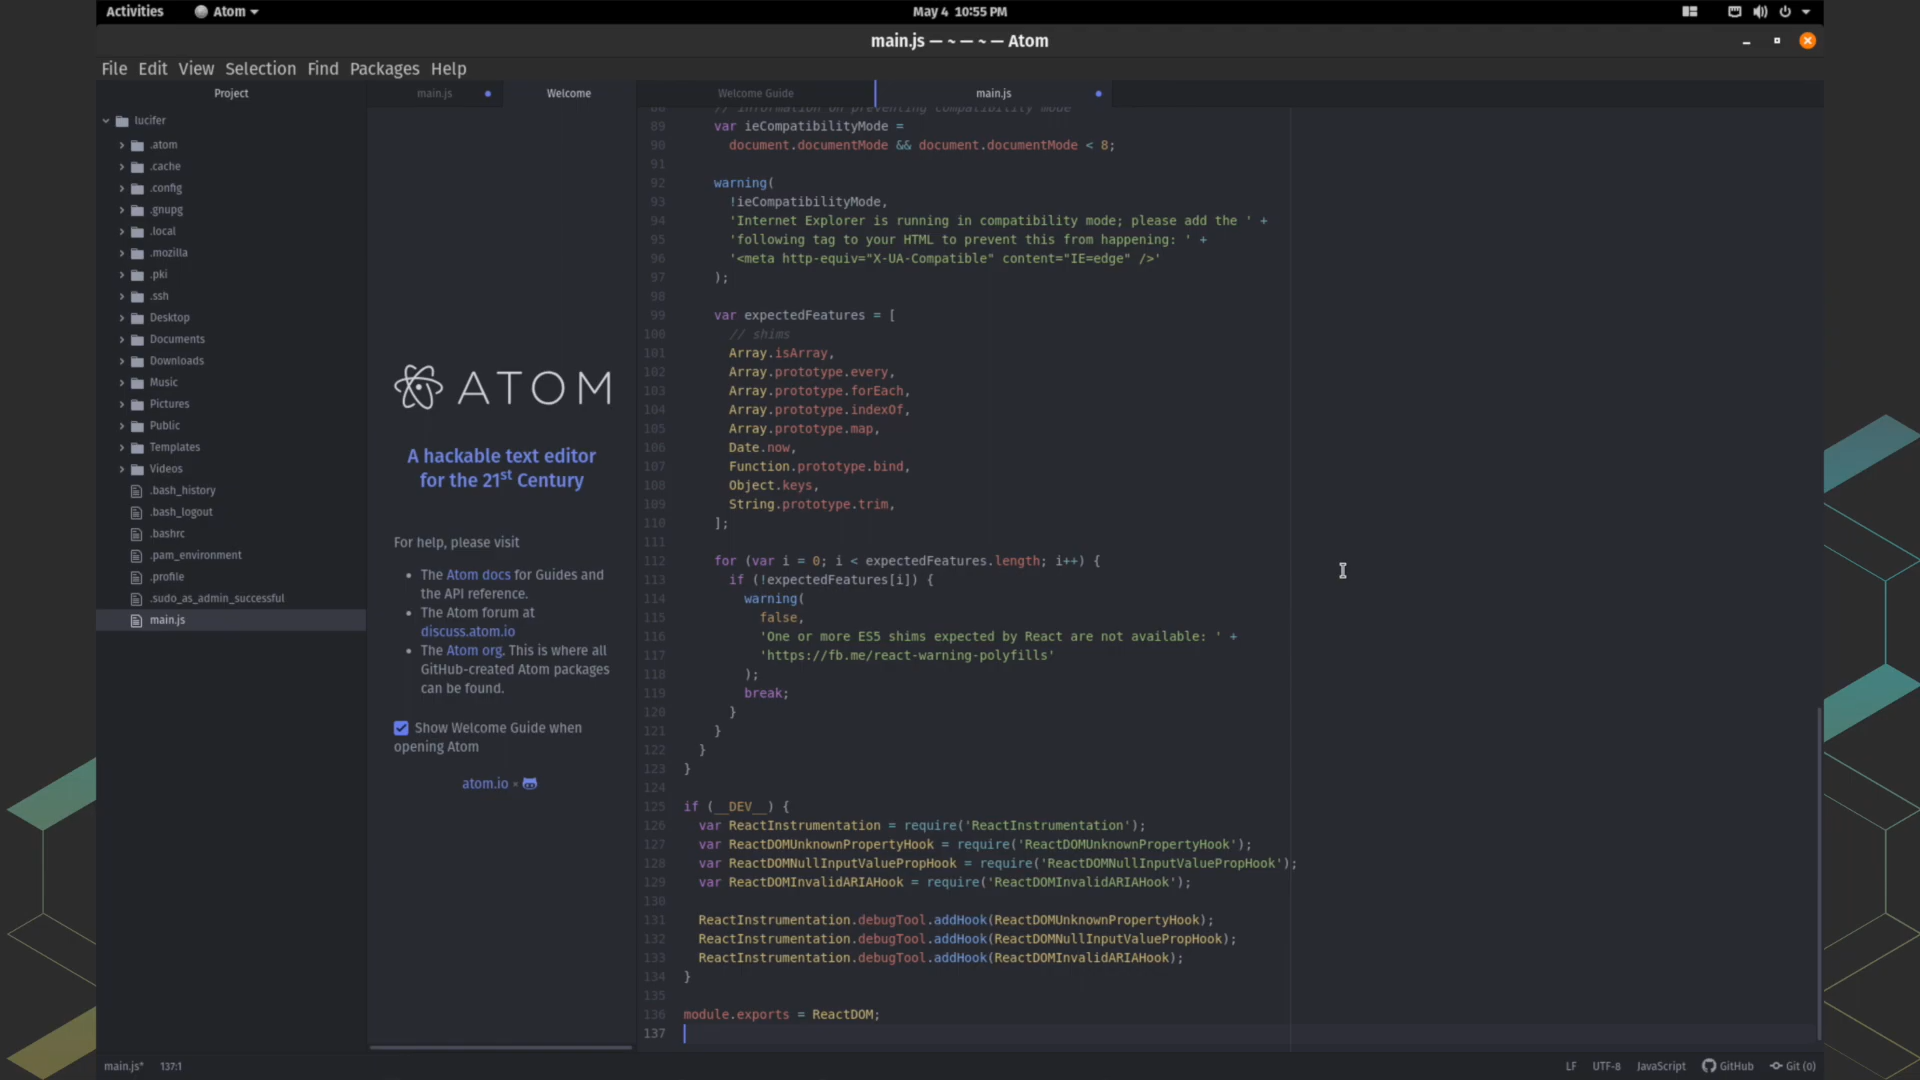 Activities
Atom
May 4 10:55 PM
main.js — ~ — ~ — Atom
File Edit View Selection Find Packages Help
Project
main.js
Welcome
Welcome Guide
main.js
lucifer
.atom
.cache
.config
.gnupg
.local
.mozilla
.pki
.ssh
Desktop
Documents
Downloads
Music
Pictures
Public
Templates
Videos
.bash_history
.bash_logout
.bashrc
.pam_environment
.profile
.sudo_as_admin_successful
main.js
ATOM
A hackable text editor
for the 21st Century
For help, please visit
• The Atom docs for Guides and
the API reference.
• The Atom forum at
discuss.atom.io
• The Atom org. This is where all
GitHub-created Atom packages
can be found.
Show Welcome Guide when
opening Atom
atom.io ×
88 // information on preventing compatibility mode
89 var ieCompatibilityMode =
90 document.documentMode && document.documentMode < 8;
91
92 warning(
93 !ieCompatibilityMode,
94 'Internet Explorer is running in compatibility mode; please add the ' +
95 'following tag to your HTML to prevent this from happening: ' +
96 '<meta http-equiv="X-UA-Compatible" content="IE=edge" />'
97 );
98
99 var expectedFeatures = [
100 // shims
101 Array.isArray,
102 Array.prototype.every,
103 Array.prototype.forEach,
104 Array.prototype.indexOf,
105 Array.prototype.map,
106 Date.now,
107 Function.prototype.bind,
108 Object.keys,
109 String.prototype.trim,
110 ];
111
112 for (var i = 0; i < expectedFeatures.length; i++) {
113 if (!expectedFeatures[i]) {
114 warning(
115 false,
116 'One or more ES5 shims expected by React are not available: ' +
117 'https://fb.me/react-warning-polyfills'
118 );
119 break;
120 }
121 }
122 }
123 }
124
125 if (__DEV__) {
126 var ReactInstrumentation = require('ReactInstrumentation');
127 var ReactDOMUnknownPropertyHook = require('ReactDOMUnknownPropertyHook');
128 var ReactDOMNullInputValuePropHook = require('ReactDOMNullInputValuePropHook');
129 var ReactDOMInvalidARIAHook = require('ReactDOMInvalidARIAHook');
130
131 ReactInstrumentation.debugTool.addHook(ReactDOMUnknownPropertyHook);
132 ReactInstrumentation.debugTool.addHook(ReactDOMNullInputValuePropHook);
133 ReactInstrumentation.debugTool.addHook(ReactDOMInvalidARIAHook);
134 }
135
136 module.exports = ReactDOM;
137
main.js* 137:1
LF UTF-8 JavaScript GitHub Git (0)